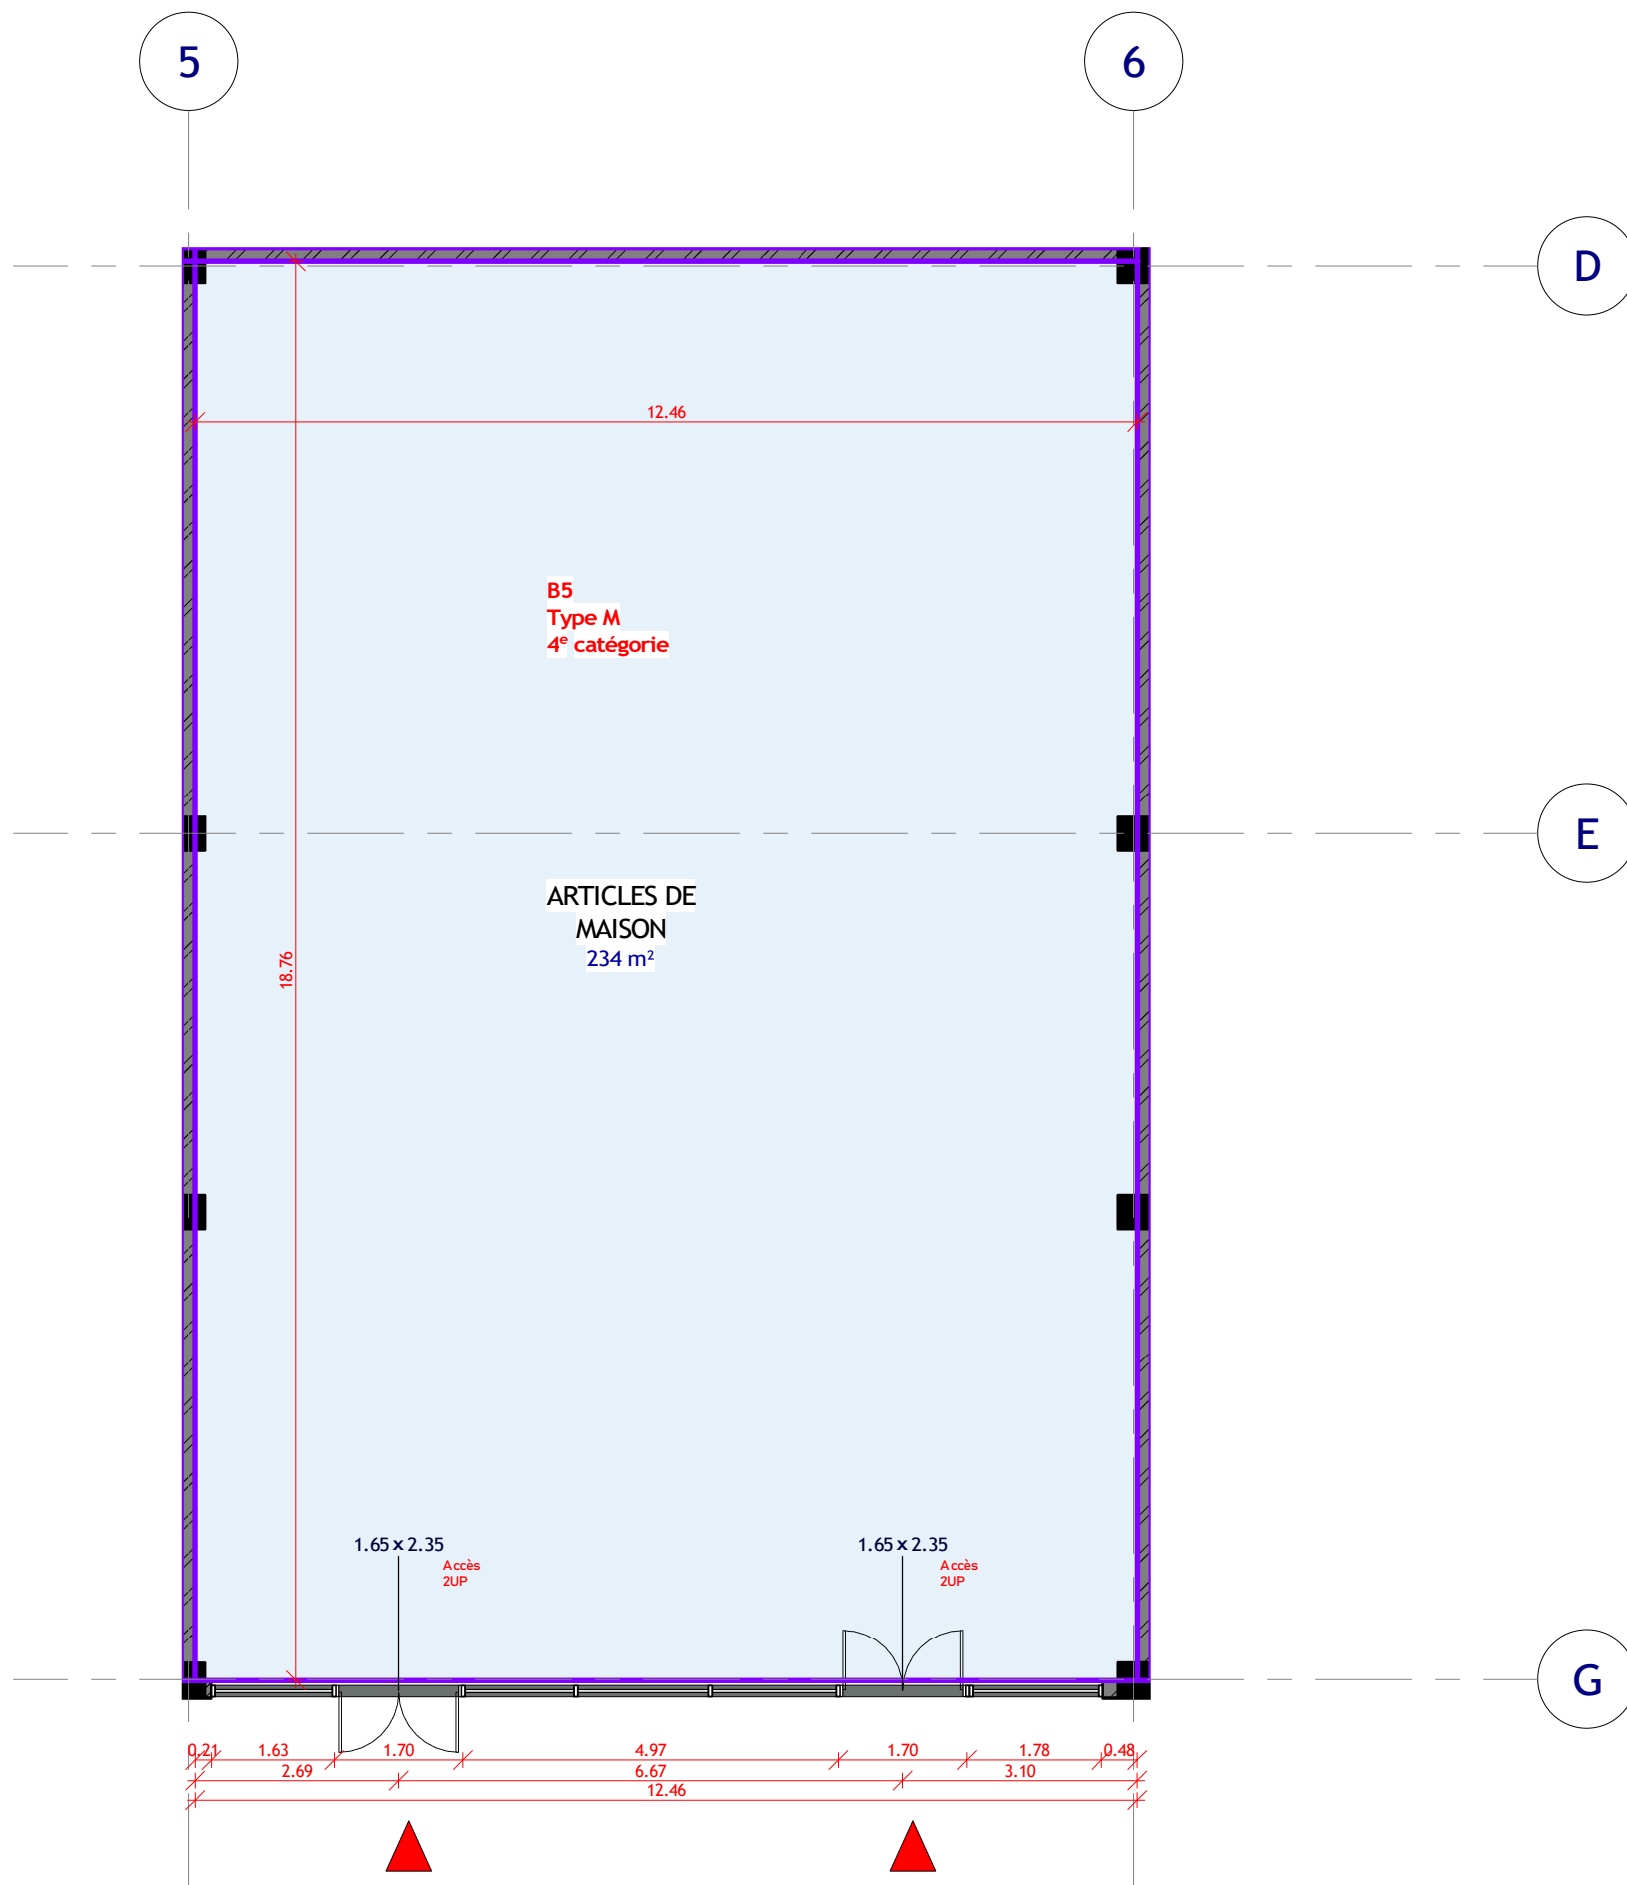 5
6
D
12.46
B5
Type M
4ᵉ catégorie
E
ARTICLES DE
MAISON
234 m²
18.76
1.65 x 2.35
Accès
2UP
1.65 x 2.35
Accès
2UP
G
0.21 1.63 1.70 4.97 1.70 1.78 0.48
2.69 6.67 3.10
12.46